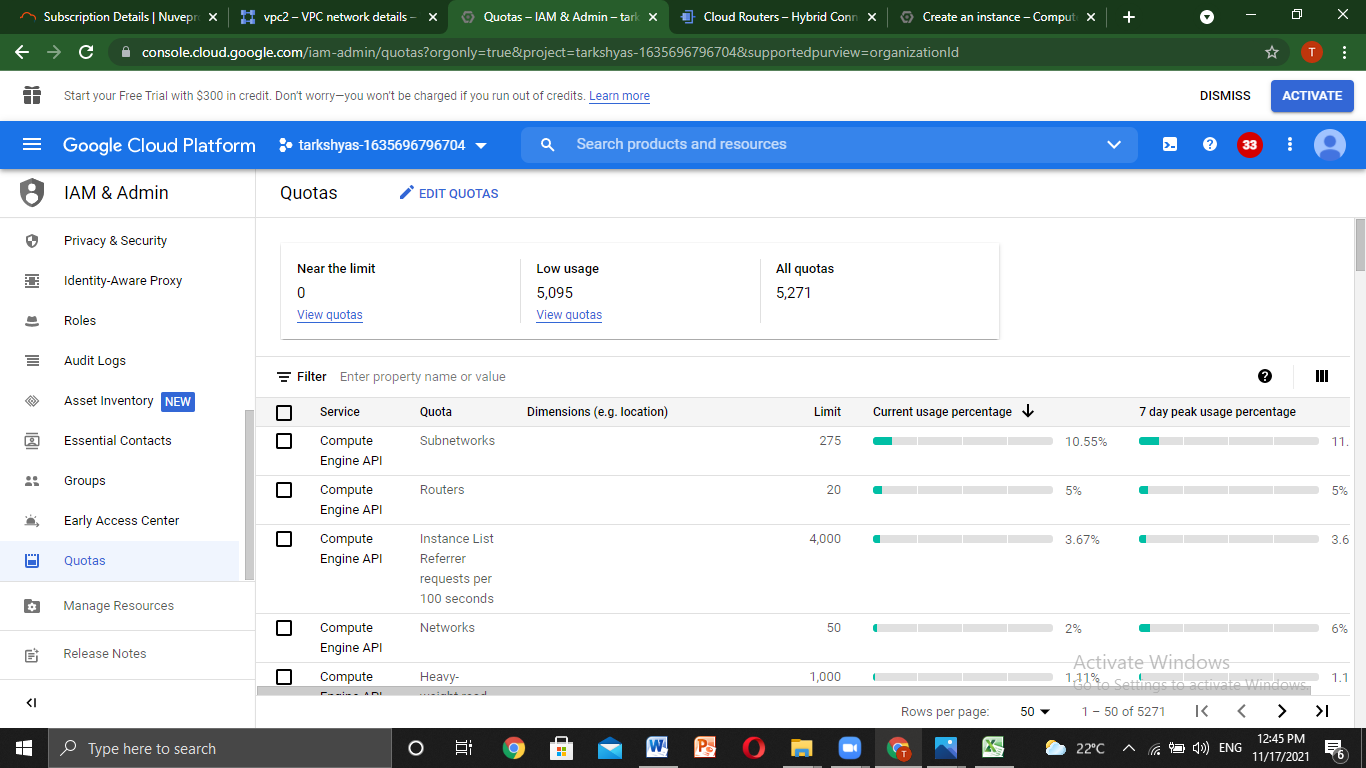 Subscription Details | Nuvepr
vpc2 – VPC network details –
Quotas – IAM & Admin – tark
Cloud Routers – Hybrid Conn
Create an instance – Comput
console.cloud.google.com/iam-admin/quotas?orgonly=true&project=tarkshyas-1635696796704&supportedpurview=organizationId
T
Start your Free Trial with $300 in credit. Don't worry—you won't be charged if you run out of credits. Learn more
DISMISS
ACTIVATE
Google Cloud Platform
tarkshyas-1635696796704
Search products and resources
33
IAM & Admin
Privacy & Security
Identity-Aware Proxy
Roles
Audit Logs
Asset Inventory NEW
Essential Contacts
Groups
Early Access Center
Quotas
Manage Resources
Release Notes
Quotas
EDIT QUOTAS
Near the limit
0
View quotas
Low usage
5,095
View quotas
All quotas
5,271
Filter Enter property name or value
Service Quota Dimensions (e.g. location) Limit Current usage percentage 7 day peak usage percentage
Compute Engine API Subnetworks 275 10.55% 11.
Compute Engine API Routers 20 5% 5%
Compute Engine API Instance List Referrer requests per 100 seconds 4,000 3.67% 3.6
Compute Engine API Networks 50 2% 6%
Compute Engine API Heavy-weight read 1,000 1.11% 1.1
Activate Windows
Go to Settings to activate Windows.
Rows per page: 50 1 – 50 of 5271
Type here to search
T
22°C
ENG
12:45 PM
11/17/2021
6